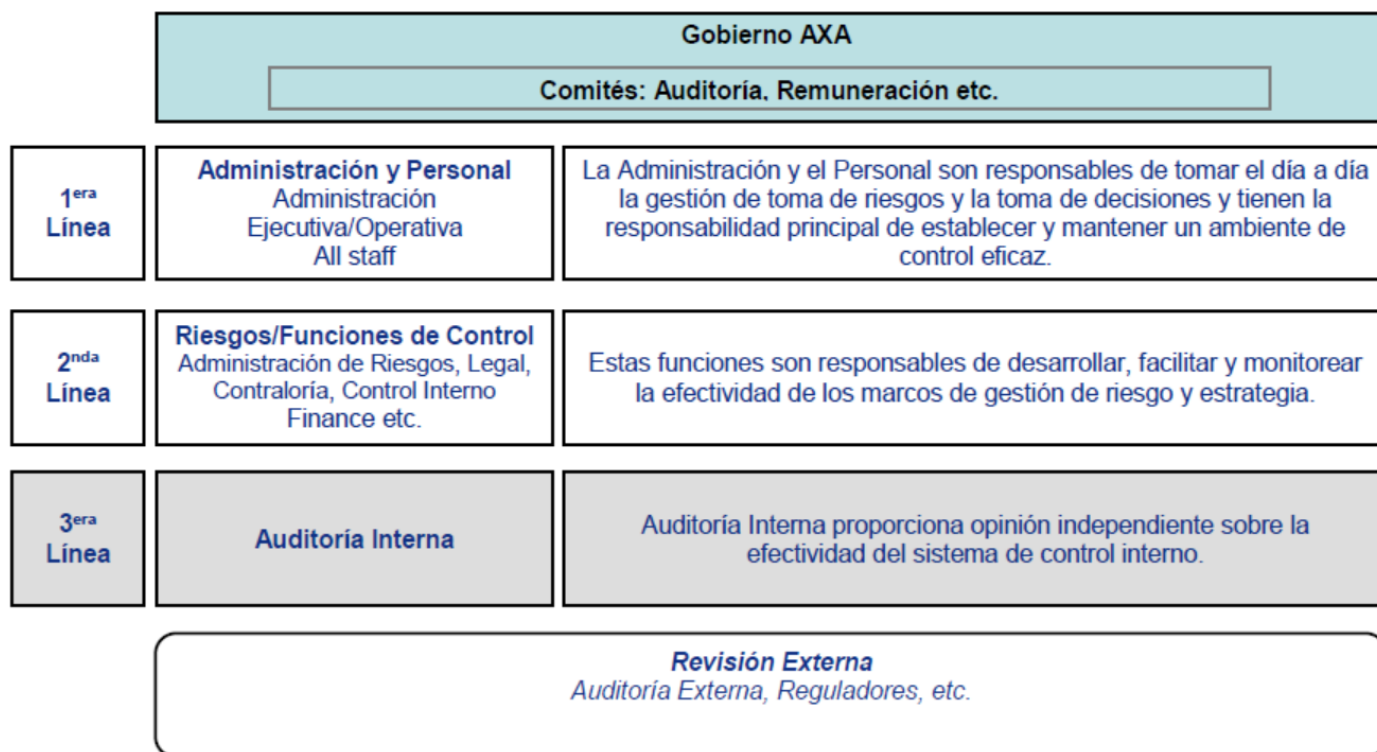 Gobierno AXA
Comités: Auditoría, Remuneración etc.
1era
Línea
Administración y Personal
Administración
Ejecutiva/Operativa
All staff
La Administración y el Personal son responsables de tomar el día a día
la gestión de toma de riesgos y la toma de decisiones y tienen la
responsabilidad principal de establecer y mantener un ambiente de
control eficaz.
2nda
Línea
Riesgos/Funciones de Control
Administración de Riesgos, Legal,
Contraloría, Control Interno
Finance etc.
Estas funciones son responsables de desarrollar, facilitar y monitorear
la efectividad de los marcos de gestión de riesgo y estrategia.
3era
Línea
Auditoría Interna
Auditoría Interna proporciona opinión independiente sobre la
efectividad del sistema de control interno.
Revisión Externa
Auditoría Externa, Reguladores, etc.